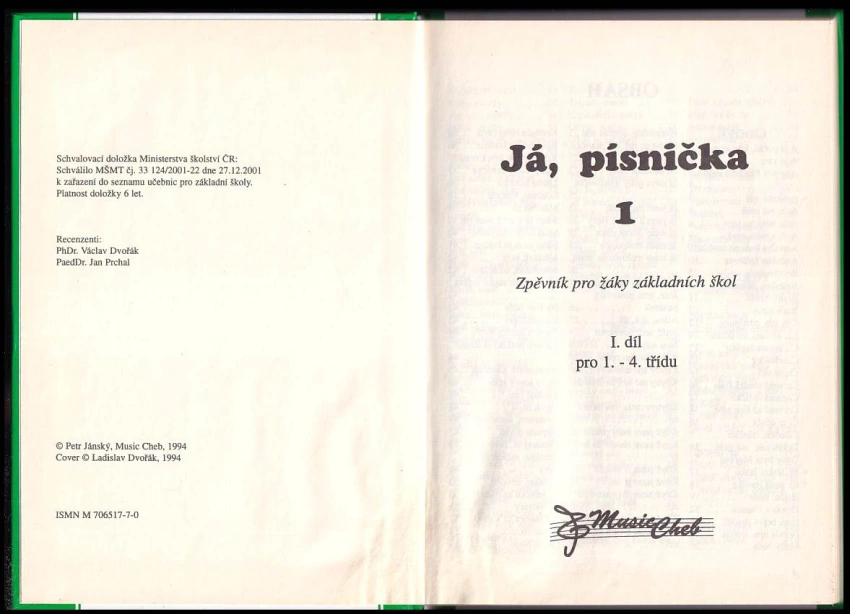 Schvalovací doložka Ministerstva školství ČR:
Schválilo MŠMT čj. 33 124/2001-22 dne 27.12.2001
k zařazení do seznamu učebnic pro základní školy.
Platnost doložky 6 let.
Recenzenti:
PhDr. Václav Dvořák
PaedDr. Jan Prchal
© Petr Jánský, Music Cheb, 1994
Cover © Ladislav Dvořák, 1994
ISMN M 706517-7-0
Já, písnička
1
Zpěvník pro žáky základních škol
I. díl
pro 1. - 4. třídu
Music Cheb
OBSAH